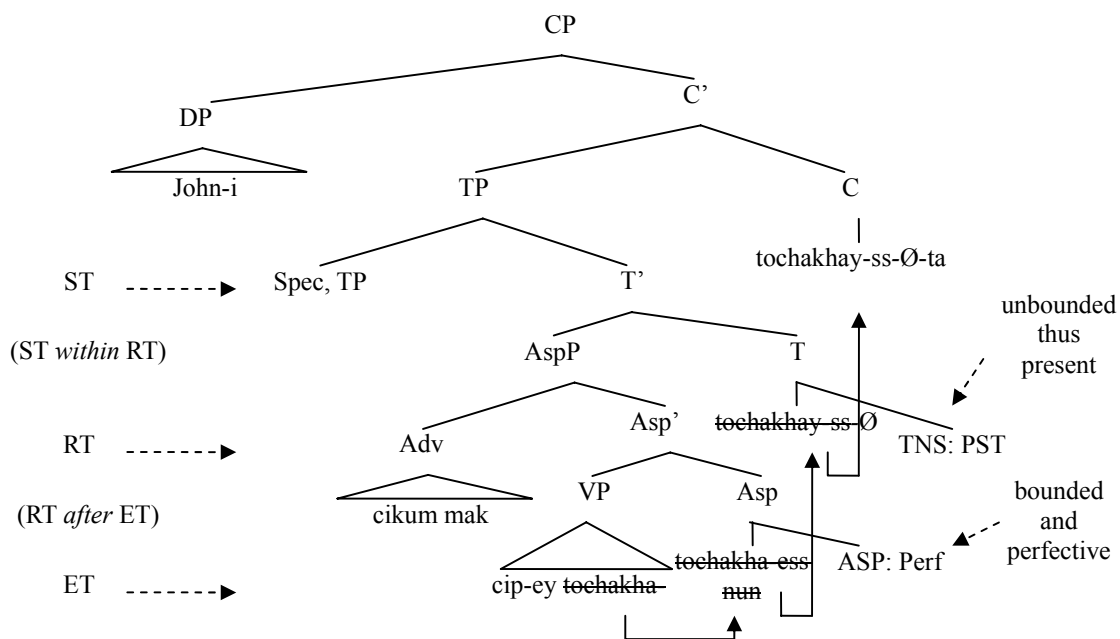 CP
DP
C’
John-i
TP
C
tochakhay-ss-Ø-ta
ST
Spec, TP
T’
unbounded
thus
present
(ST within RT)
AspP
T
RT
Adv
Asp’
tochakhay-ss-Ø
TNS: PST
(RT after ET)
cikum mak
VP
Asp
bounded
and
perfective
ET
cip-ey tochakha-
tochakha-ess
nun
ASP: Perf